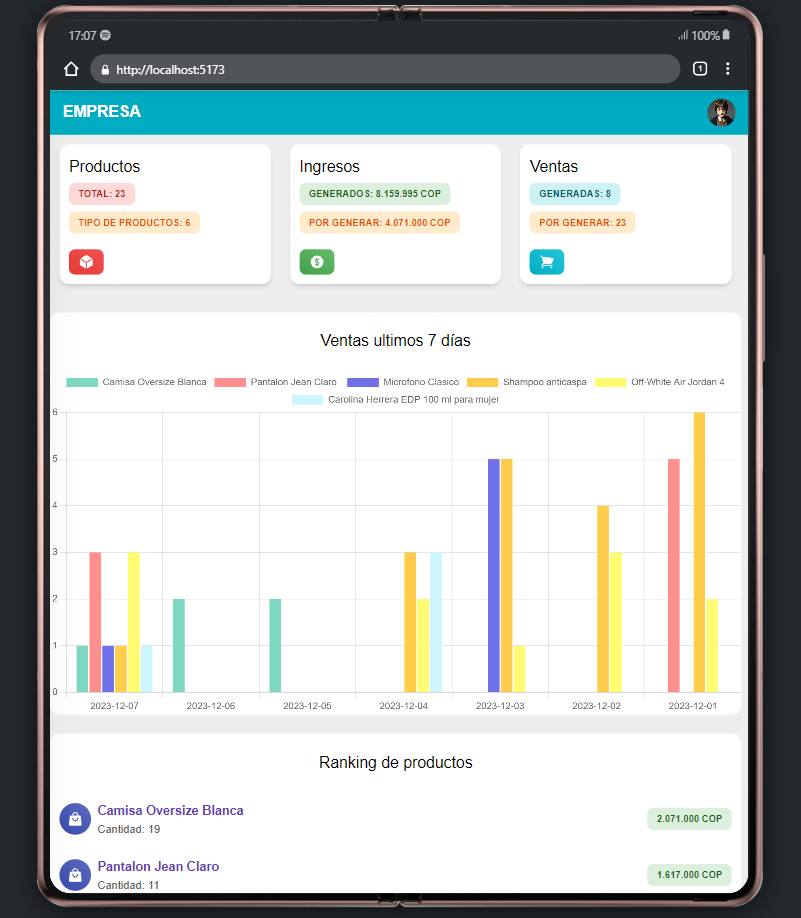 17:07 100%
http://localhost:5173 1
EMPRESA
Productos Ingresos Ventas
TOTAL: 23 GENERADOS: 8.159.995 COP GENERADAS: 8
TIPO DE PRODUCTOS: 6 POR GENERAR: 4.071.000 COP POR GENERAR: 23
Ventas ultimos 7 días
Camisa Oversize Blanca Pantalon Jean Claro Microfono Clasico Shampoo anticaspa Off-White Air Jordan 4
Carolina Herrera EDP 100 ml para mujer
6
5
4
3
2
1
0
2023-12-07 2023-12-06 2023-12-05 2023-12-04 2023-12-03 2023-12-02 2023-12-01
Ranking de productos
Camisa Oversize Blanca
Cantidad: 19 2.071.000 COP
Pantalon Jean Claro
Cantidad: 11 1.617.000 COP